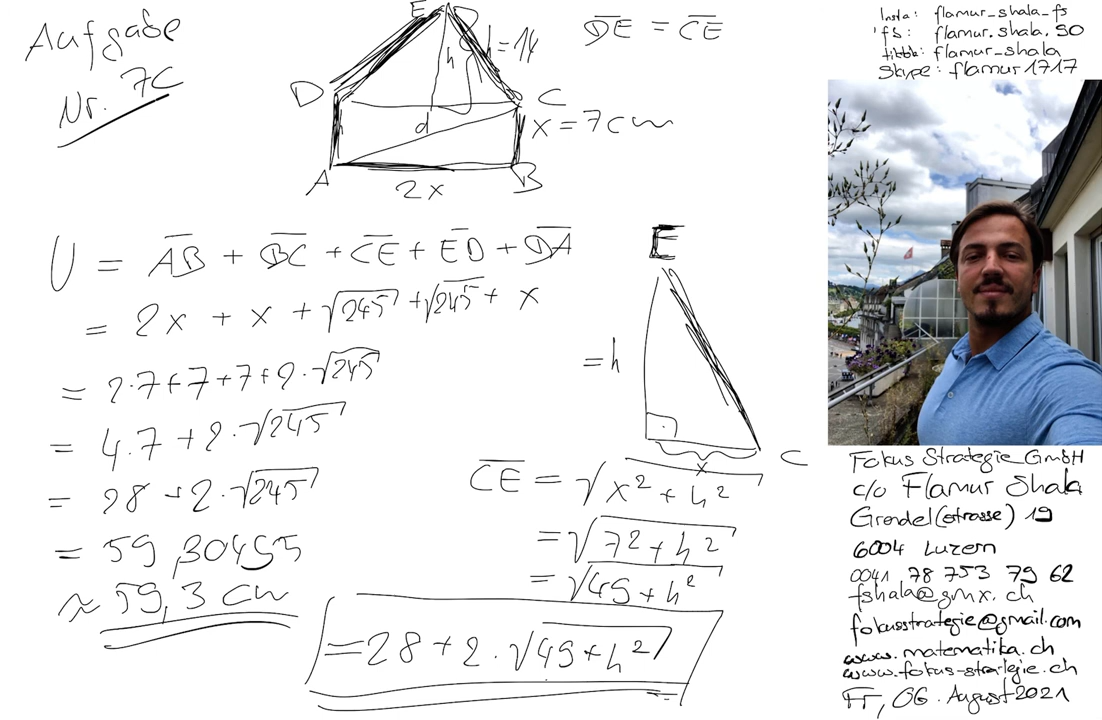 Aufgabe
Nr. 7C
E
h
h=14
D
C
d
x=7cm
A
B
2x
DE = CE
U = AB + BC + CE + ED + DA
= 2x + x + √245 + √245 + x
= 2·7+7+7+2·√245
= 4·7 + 2·√245
= 28 + 2·√245
= 59,30495
≈ 59,3 cm
E
= h
x
C
CE = √x² + h²
= √7² + h²
= √49 + h²
= 28 + 2·√49 + h²
Insta: flamur_shala_fs
fb: flamur.shala.90
tiktok: flamur_shala
Skype: flamur1717
Fokus Strategie GmbH
c/o Flamur Shala
Grendel(strasse) 19
6004 Luzern
0041 78 753 79 62
fshala@gmx.ch
fokusstrategie@gmail.com
www.matematika.ch
www.fokus-strategie.ch
FT, 06. August 2021